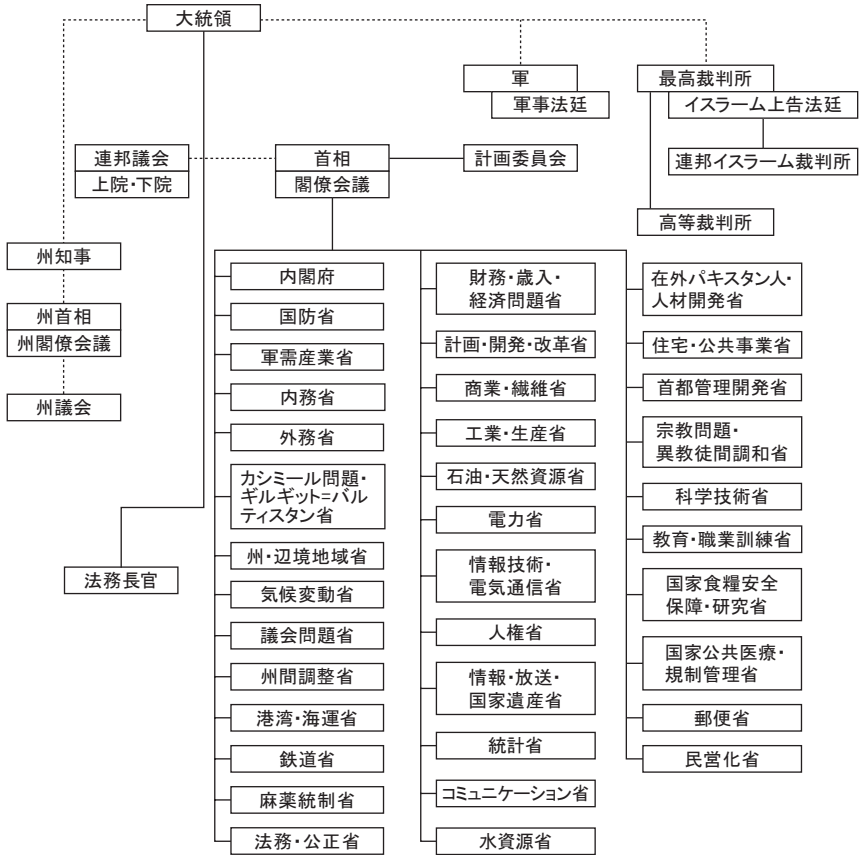 大統領
軍
軍事法廷
最高裁判所
イスラーム上告法廷
連邦イスラーム裁判所
高等裁判所
連邦議会
上院・下院
首相
閣僚会議
計画委員会
州知事
州首相
州閣僚会議
州議会
法務長官
内閣府
国防省
軍需産業省
内務省
外務省
カシミール問題・
ギルギット=バル
ティスタン省
州・辺境地域省
気候変動省
議会問題省
州間調整省
港湾・海運省
鉄道省
麻薬統制省
法務・公正省
財務・歳入・
経済問題省
計画・開発・改革省
商業・繊維省
工業・生産省
石油・天然資源省
電力省
情報技術・
電気通信省
人権省
情報・放送・
国家遺産省
統計省
コミュニケーション省
水資源省
在外パキスタン人・
人材開発省
住宅・公共事業省
首都管理開発省
宗教問題・
異教徒間調和省
科学技術省
教育・職業訓練省
国家食糧安全
保障・研究省
国家公共医療・
規制管理省
郵便省
民営化省